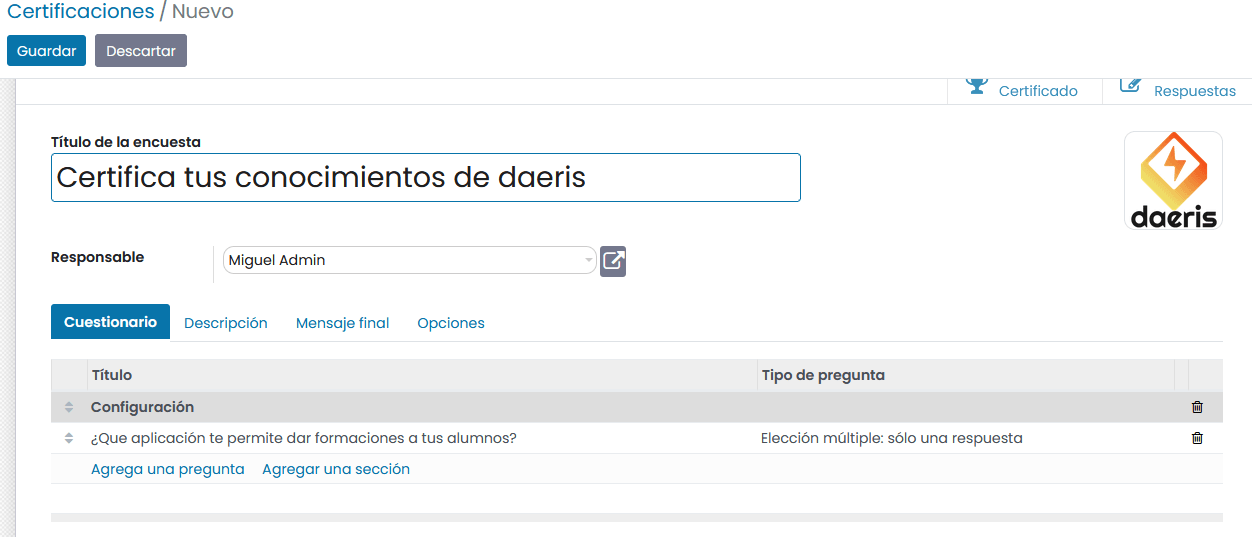 Certificaciones / Nuevo
Guardar Descartar
Certificado Respuestas
Título de la encuesta
Certifica tus conocimientos de daeris
daeris
Responsable Miguel Admin
Cuestionario Descripción Mensaje final Opciones
Título Tipo de pregunta
Configuración
¿Que aplicación te permite dar formaciones a tus alumnos? Elección múltiple: sólo una respuesta
Agrega una pregunta Agregar una sección